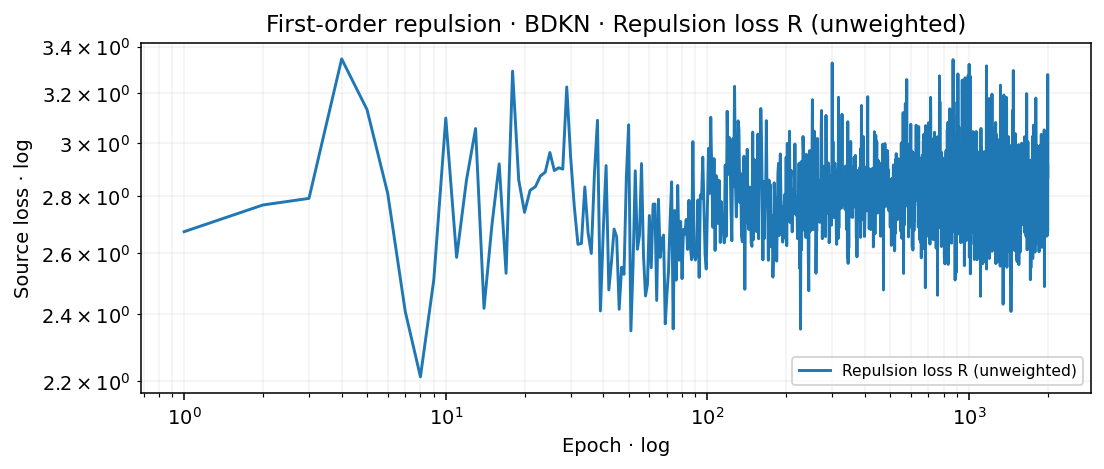 First-order repulsion · BDKN · Repulsion loss R (unweighted)
Source loss · log
3.4 × 10⁰
3.2 × 10⁰
3 × 10⁰
2.8 × 10⁰
2.6 × 10⁰
2.4 × 10⁰
2.2 × 10⁰
Repulsion loss R (unweighted)
10⁰ 10¹ 10² 10³
Epoch · log